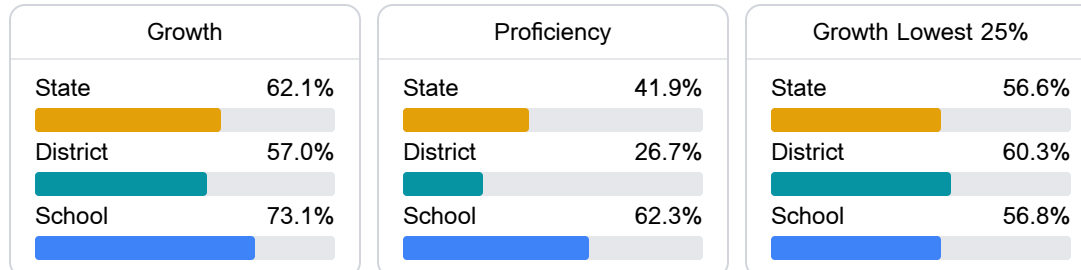 Growth
State 62.1%
District 57.0%
School 73.1%
Proficiency
State 41.9%
District 26.7%
School 62.3%
Growth Lowest 25%
State 56.6%
District 60.3%
School 56.8%